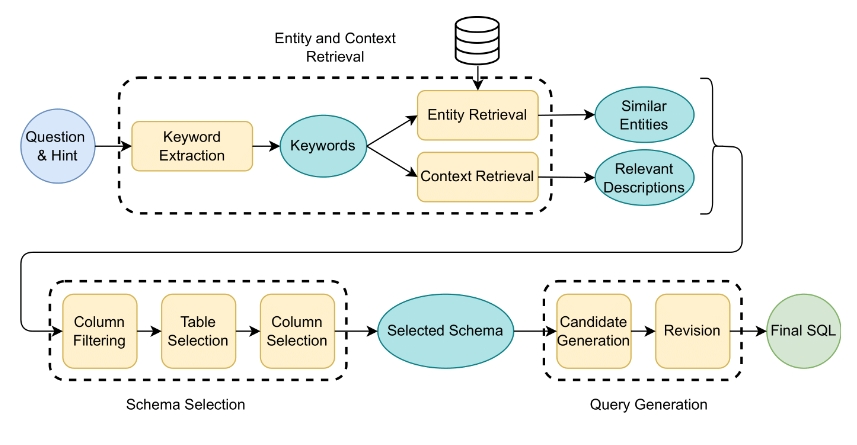 Entity and Context
Retrieval
Question
& Hint
Keyword
Extraction
Keywords
Entity Retrieval
Context Retrieval
Similar
Entities
Relevant
Descriptions
Column
Filtering
Table
Selection
Column
Selection
Selected Schema
Candidate
Generation
Revision
Final SQL
Schema Selection
Query Generation